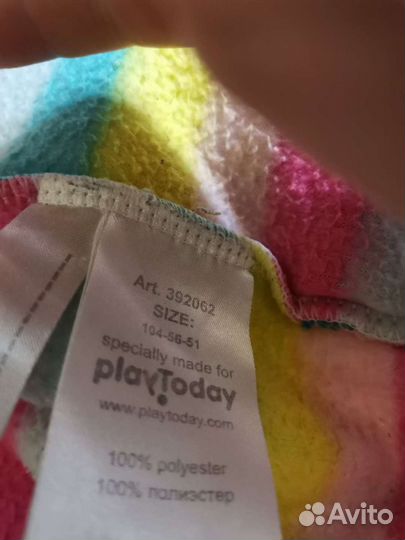 Art. 392062
SIZE:
104-56-51
specially made for
playToday
www.playtoday.com
100% polyester
100% полиэстер
Avito